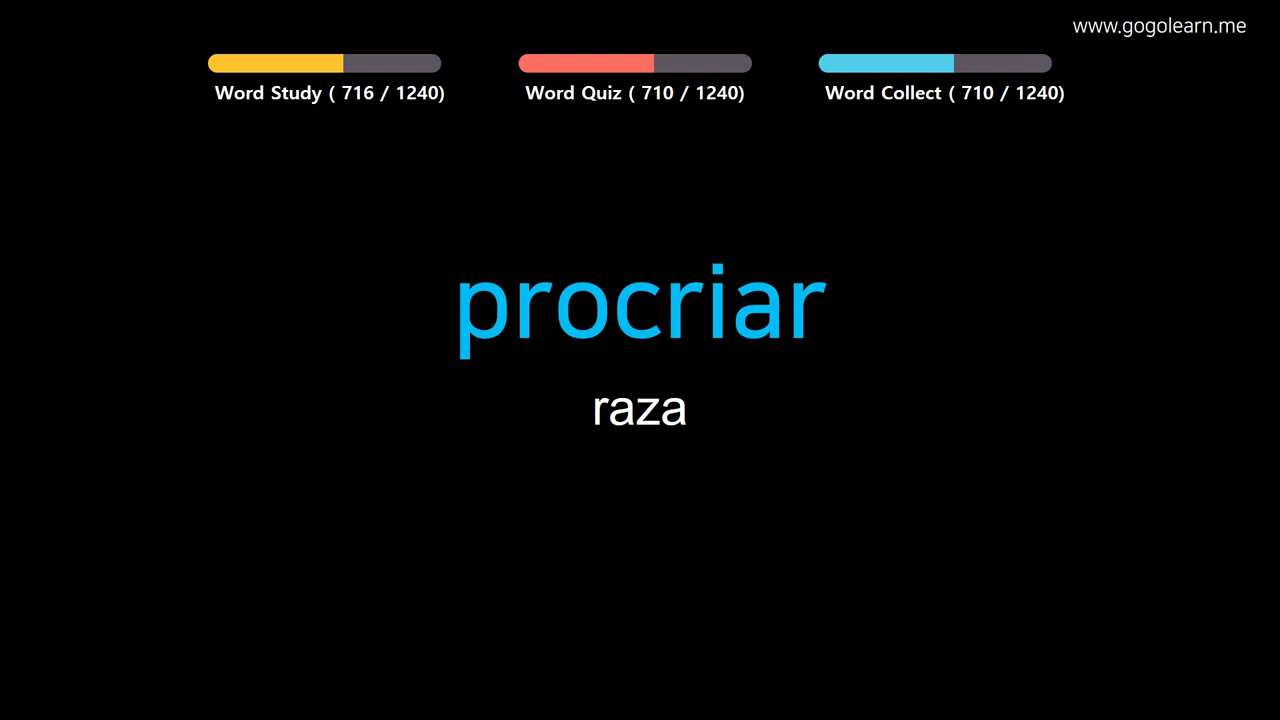 www.gogolearn.me
Word Study ( 716 / 1240)
Word Quiz ( 710 / 1240)
Word Collect ( 710 / 1240)
procriar
raza